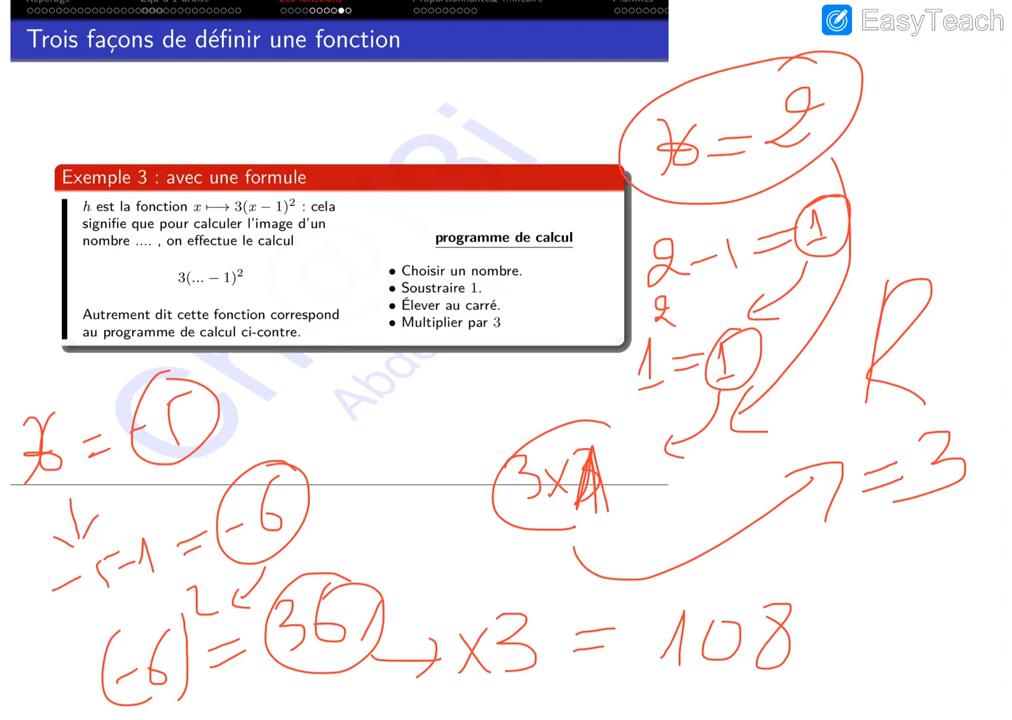 EasyTeach
Trois façons de définir une fonction
Exemple 3 : avec une formule
h est la fonction x ⟼ 3(x − 1)² : cela
signifie que pour calculer l'image d'un
nombre .... , on effectue le calcul
3(... − 1)²
Autrement dit cette fonction correspond
au programme de calcul ci-contre.
programme de calcul
• Choisir un nombre.
• Soustraire 1.
• Élever au carré.
• Multiplier par 3
x = 2
2 - 1 = 1
1² = 1
3 x 1
R = 3
x = -5
-5-1 = -6
(-6)² = 36 → x3 = 108